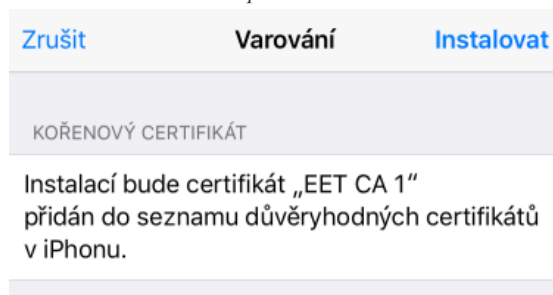 Zrušit Varování Instalovat
KOŘENOVÝ CERTIFIKÁT
Instalací bude certifikát „EET CA 1“
přidán do seznamu důvěryhodných certifikátů
v iPhonu.